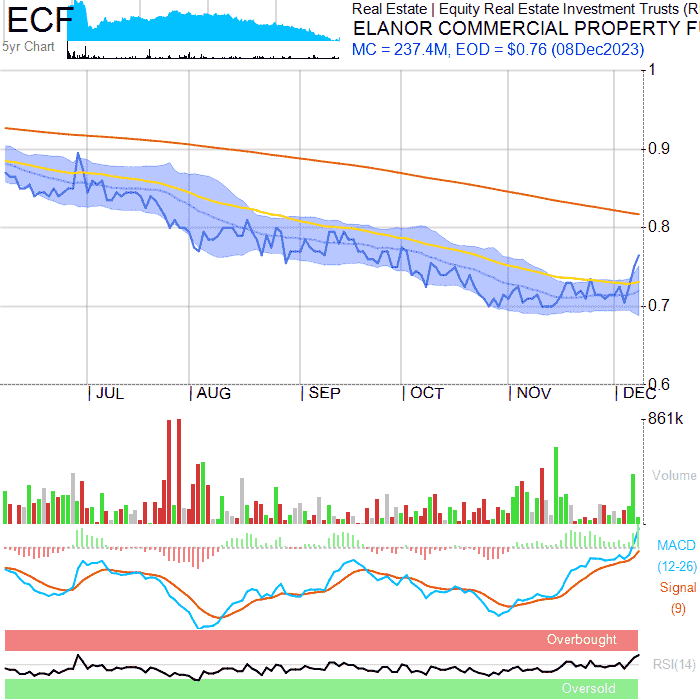 ECF
5yr Chart
Real Estate | Equity Real Estate Investment Trusts (R
ELANOR COMMERCIAL PROPERTY FU
MC = 237.4M, EOD = $0.76 (08Dec2023)
1
0.9
0.8
0.7
0.6
JUL AUG SEP OCT NOV DEC
861k
Volume
MACD
(12-26)
Signal
(9)
Overbought
RSI(14)
Oversold